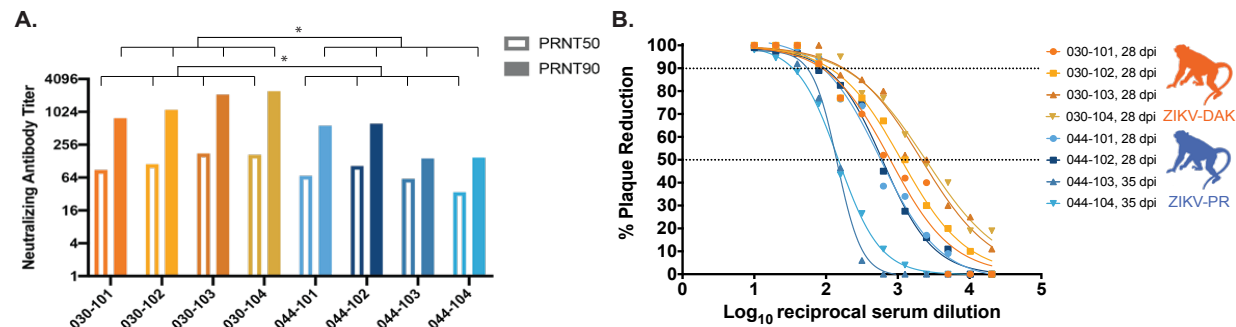 A.
*
*
PRNT50
PRNT90
Neutralizing Antibody Titer
4096
1024
256
64
16
4
1
030-101
030-102
030-103
030-104
044-101
044-102
044-103
044-104
B.
% Plaque Reduction
100
90
80
70
60
50
40
30
20
10
0
0
1
2
3
4
5
Log10 reciprocal serum dilution
030-101, 28 dpi
030-102, 28 dpi
030-103, 28 dpi
030-104, 28 dpi
044-101, 28 dpi
044-102, 28 dpi
044-103, 35 dpi
044-104, 35 dpi
ZIKV-DAK
ZIKV-PR